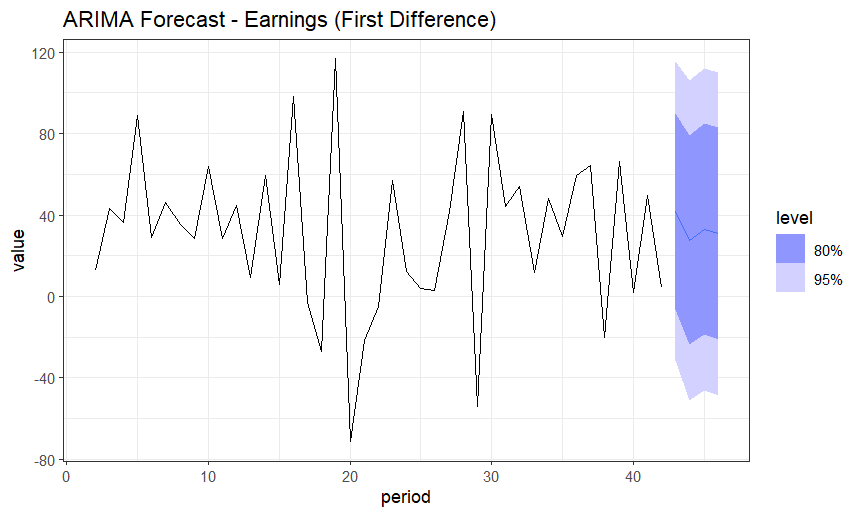 ARIMA Forecast - Earnings (First Difference)
120
80
40
0
-40
-80
value
0 10 20 30 40
period
level
80%
95%